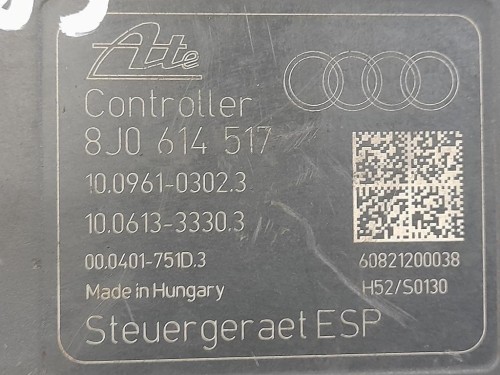 Ate
Controller
8J0 614 517
10.0961-0302.3
10.0613-3330.3
00.0401-751D.3
60821200038
Made in Hungary
H52/S0130
Steuergeraet ESP